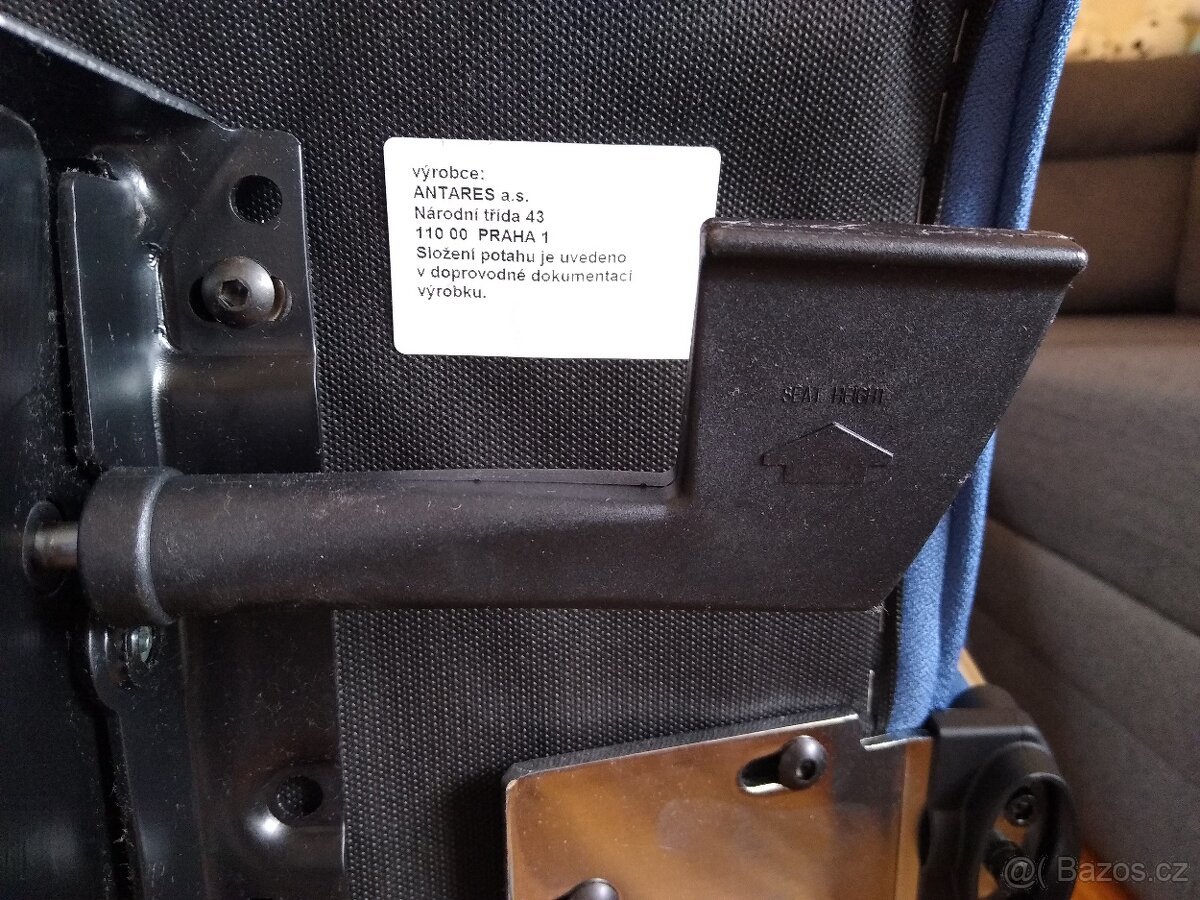 výrobce:
ANTARES a.s.
Národní třída 43
110 00 PRAHA 1
Složení potahu je uvedeno
v doprovodné dokumentaci
výrobku.
SEAT HEIGHT
@( Bazos.cz